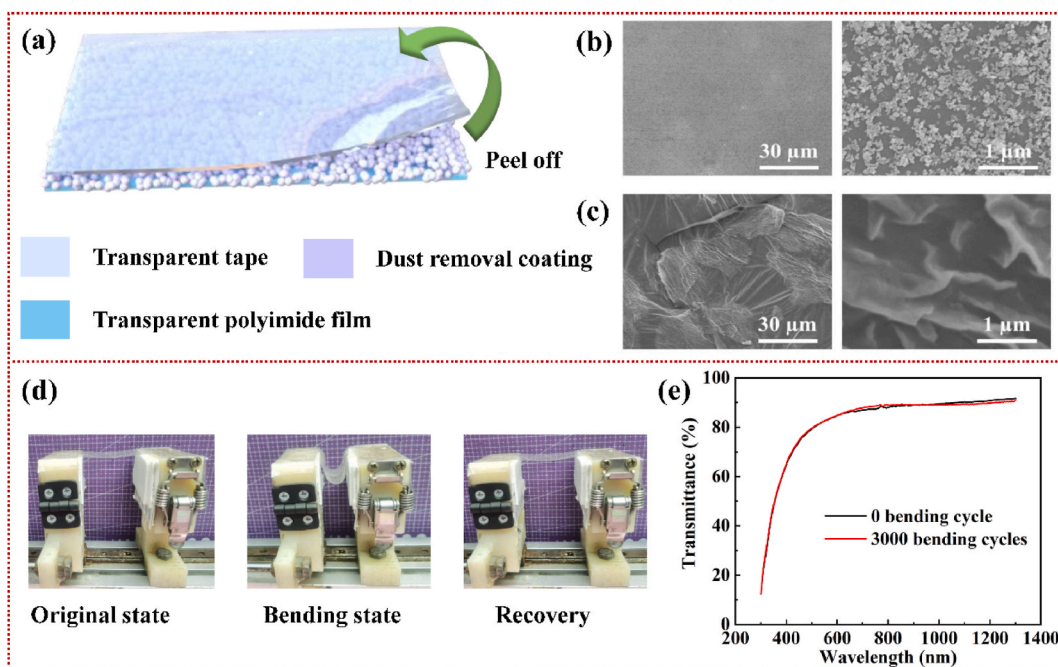 (a)
Peel off
Transparent tape
Dust removal coating
Transparent polyimide film
(b)
30 μm
1 μm
(c)
30 μm
1 μm
(d)
Original state
Bending state
Recovery
(e)
100
80
60
40
20
0
Transmittance (%)
0 bending cycle
3000 bending cycles
200 400 600 800 1000 1200 1400
Wavelength (nm)